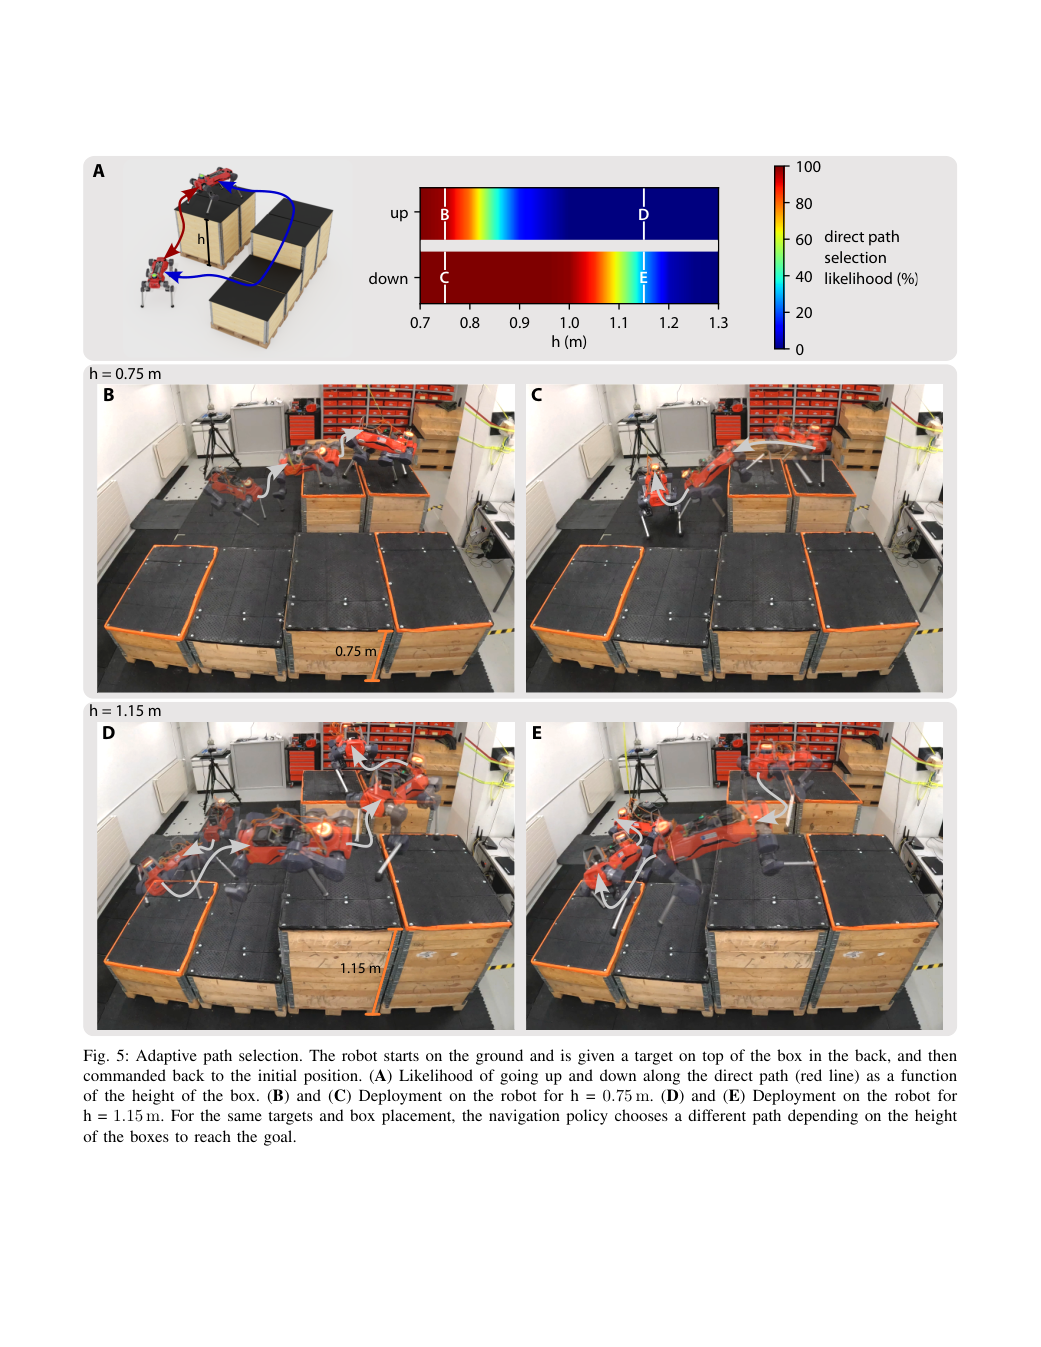 A
h
up
down
B
D
C
E
0.7 0.8 0.9 1.0 1.1 1.2 1.3
h (m)
100
80
60
40
20
0
direct path
selection
likelihood (%)
h = 0.75 m
B
C
0.75 m
h = 1.15 m
D
E
1.15 m
Fig. 5: Adaptive path selection. The robot starts on the ground and is given a target on top of the box in the back, and then
commanded back to the initial position. (A) Likelihood of going up and down along the direct path (red line) as a function
of the height of the box. (B) and (C) Deployment on the robot for h = 0.75 m. (D) and (E) Deployment on the robot for
h = 1.15 m. For the same targets and box placement, the navigation policy chooses a different path depending on the height
of the boxes to reach the goal.